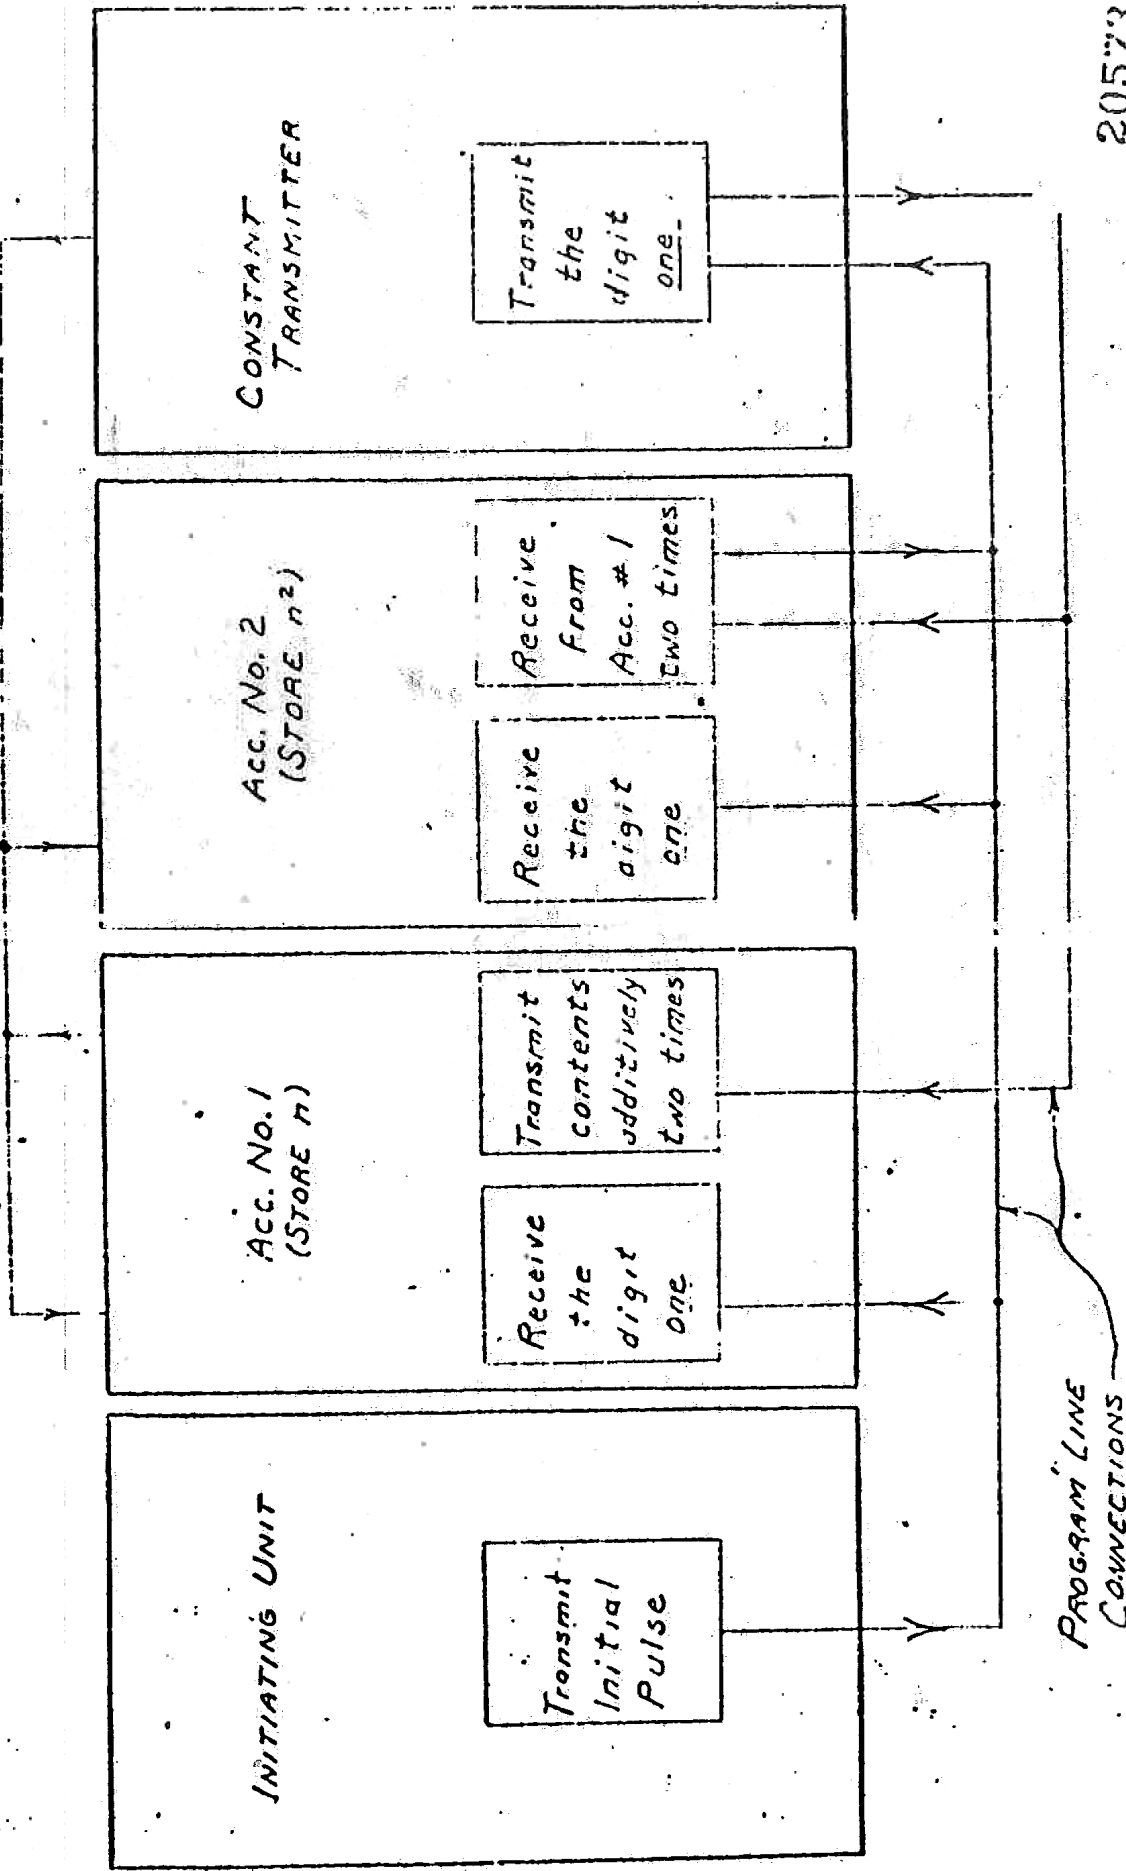 INITIATING UNIT
Transmit
Initial
Pulse
ACC. No. 1
(STORE n)
Receive
the
digit
one
Transmit
contents
additively
two times
ACC. No. 2
(STORE n²)
Receive
the
digit
one
Receive
from
Acc. #1
two times
CONSTANT
TRANSMITTER
Transmit
the
digit
one
PROGRAM LINE
CONNECTIONS